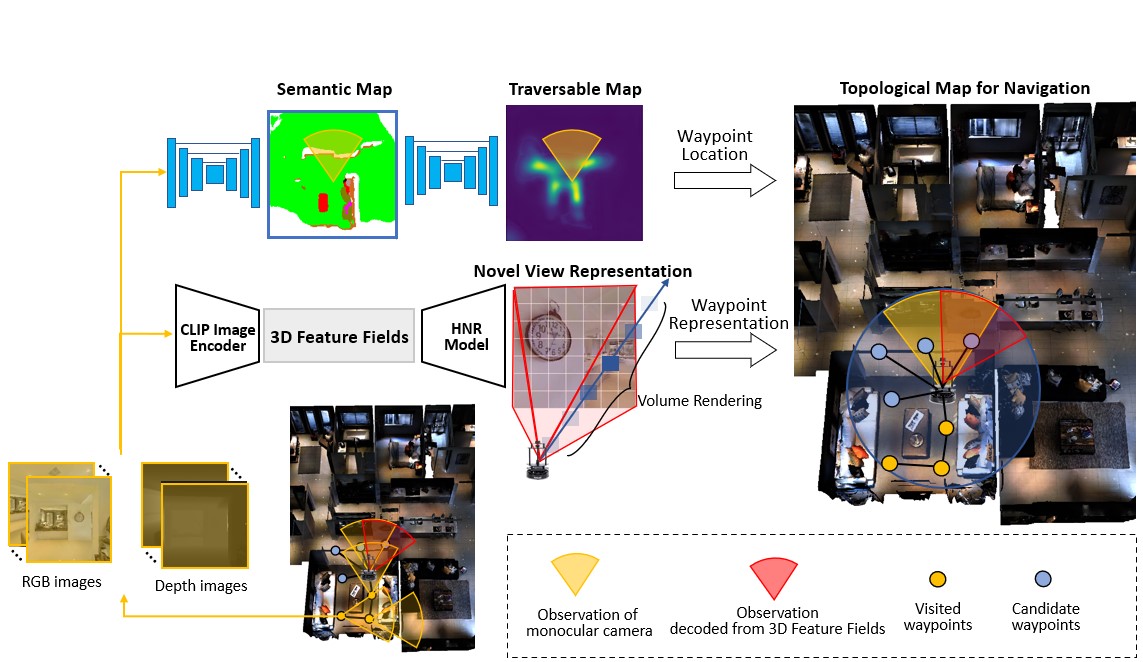 Semantic Map
Traversable Map
Topological Map for Navigation
Waypoint
Location
Novel View Representation
CLIP Image
Encoder
3D Feature Fields
HNR
Model
Waypoint
Representation
Volume Rendering
RGB images
Depth images
Observation of
monocular camera
Observation
decoded from 3D Feature Fields
Visited
waypoints
Candidate
waypoints